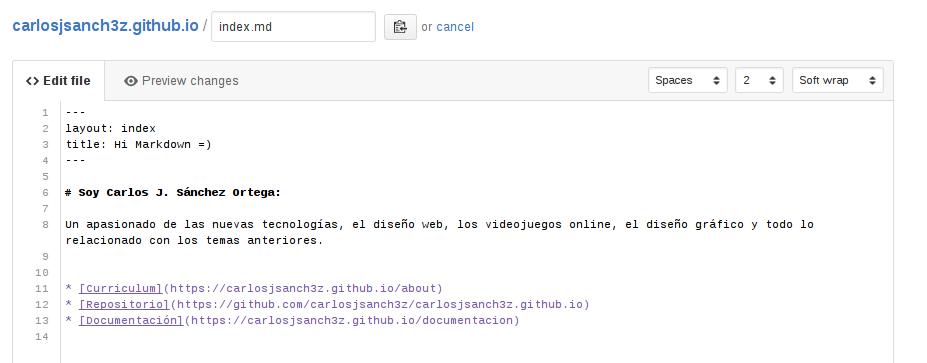 carlosjsanch3z.github.io / index.md or cancel
<> Edit file Preview changes Spaces 2 Soft wrap
1 ---
2 layout: index
3 title: Hi Markdown =)
4 ---
5
6 # Soy Carlos J. Sánchez Ortega:
7
8 Un apasionado de las nuevas tecnologías, el diseño web, los videojuegos online, el diseño gráfico y todo lo
relacionado con los temas anteriores.
9
10
11 * [Curriculum](https://carlosjsanch3z.github.io/about)
12 * [Repositorio](https://github.com/carlosjsanch3z/carlosjsanch3z.github.io)
13 * [Documentación](https://carlosjsanch3z.github.io/documentacion)
14